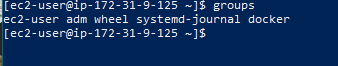 [ec2-user@ip-172-31-9-125 ~]$ groups
ec2-user adm wheel systemd-journal docker
[ec2-user@ip-172-31-9-125 ~]$